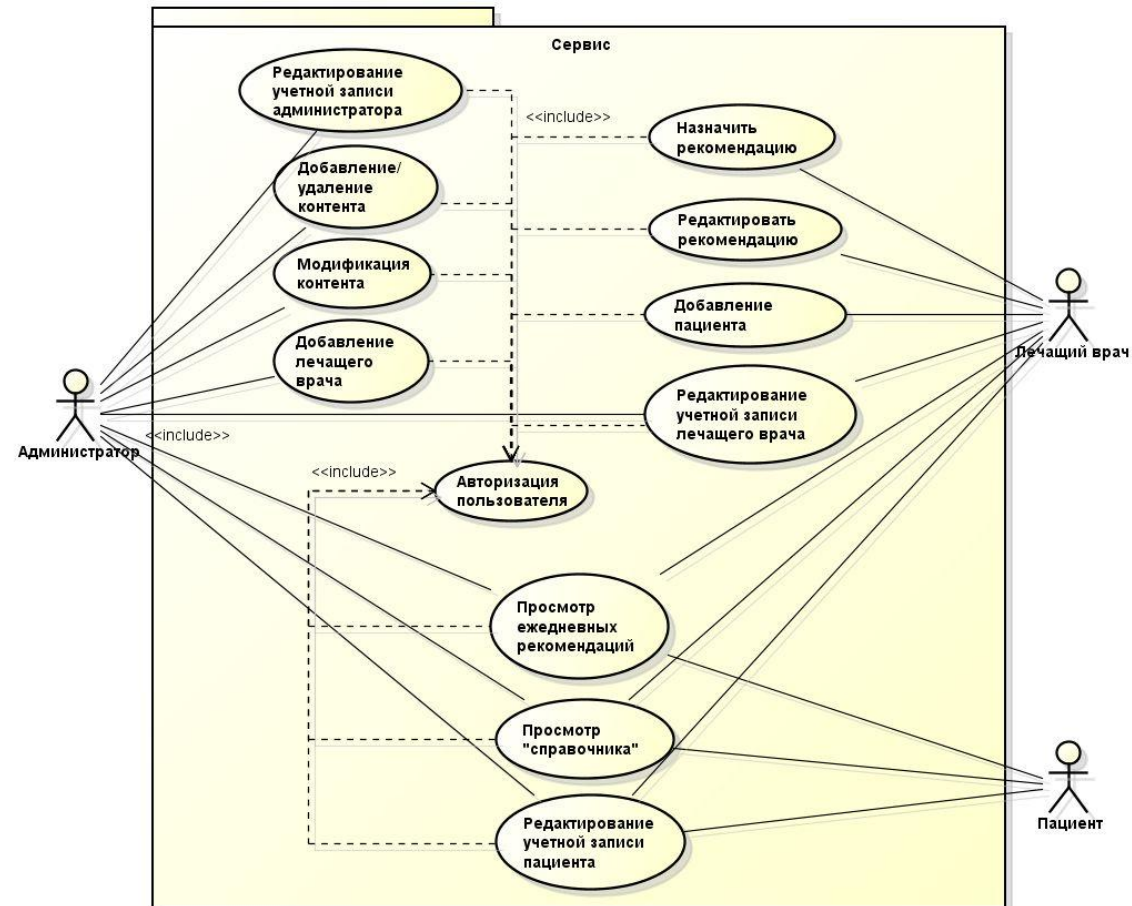 Сервис
Редактирование
учетной записи
администратора
<<include>>
Назначить
рекомендацию
Добавление/
удаление
контента
Редактировать
рекомендацию
Модификация
контента
Добавление
пациента
Добавление
лечащего
врача
Лечащий врач
Редактирование
учетной записи
лечащего врача
Администратор
<<include>>
<<include>>
Авторизация
пользователя
Просмотр
ежедневных
рекомендаций
Просмотр
"справочника"
Пациент
Редактирование
учетной записи
пациента